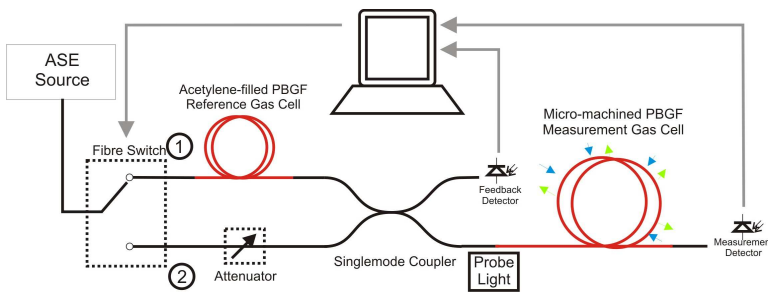 ASE
Source
Acetylene-filled PBGF
Reference Gas Cell
Micro-machined PBGF
Measurement Gas Cell
Fibre Switch
1
Feedback
Detector
Measuremen
Detector
2
Attenuator
Singlemode Coupler
Probe
Light